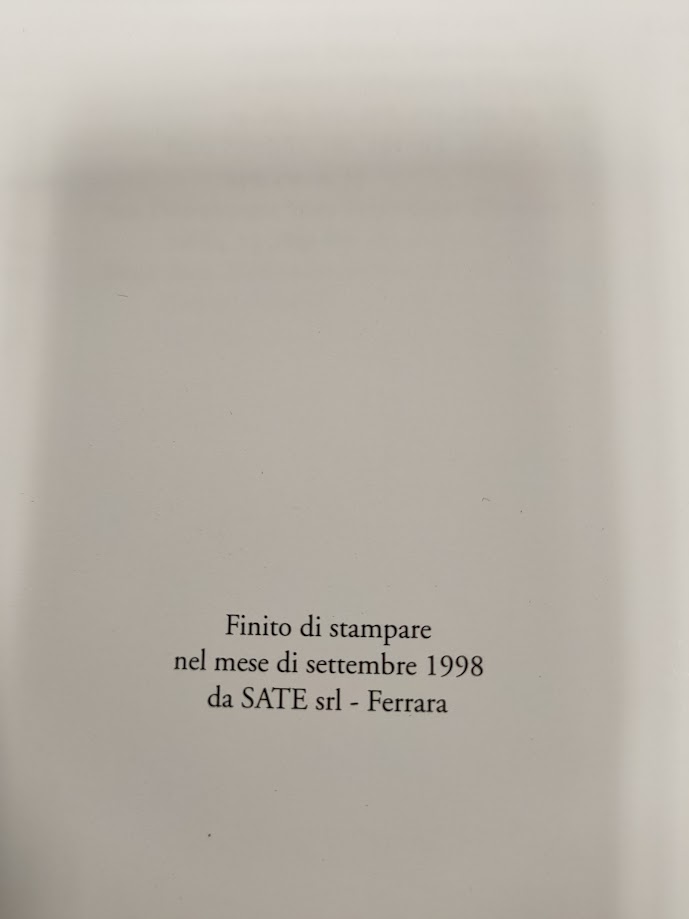 Finito di stampare
nel mese di settembre 1998
da SATE srl - Ferrara